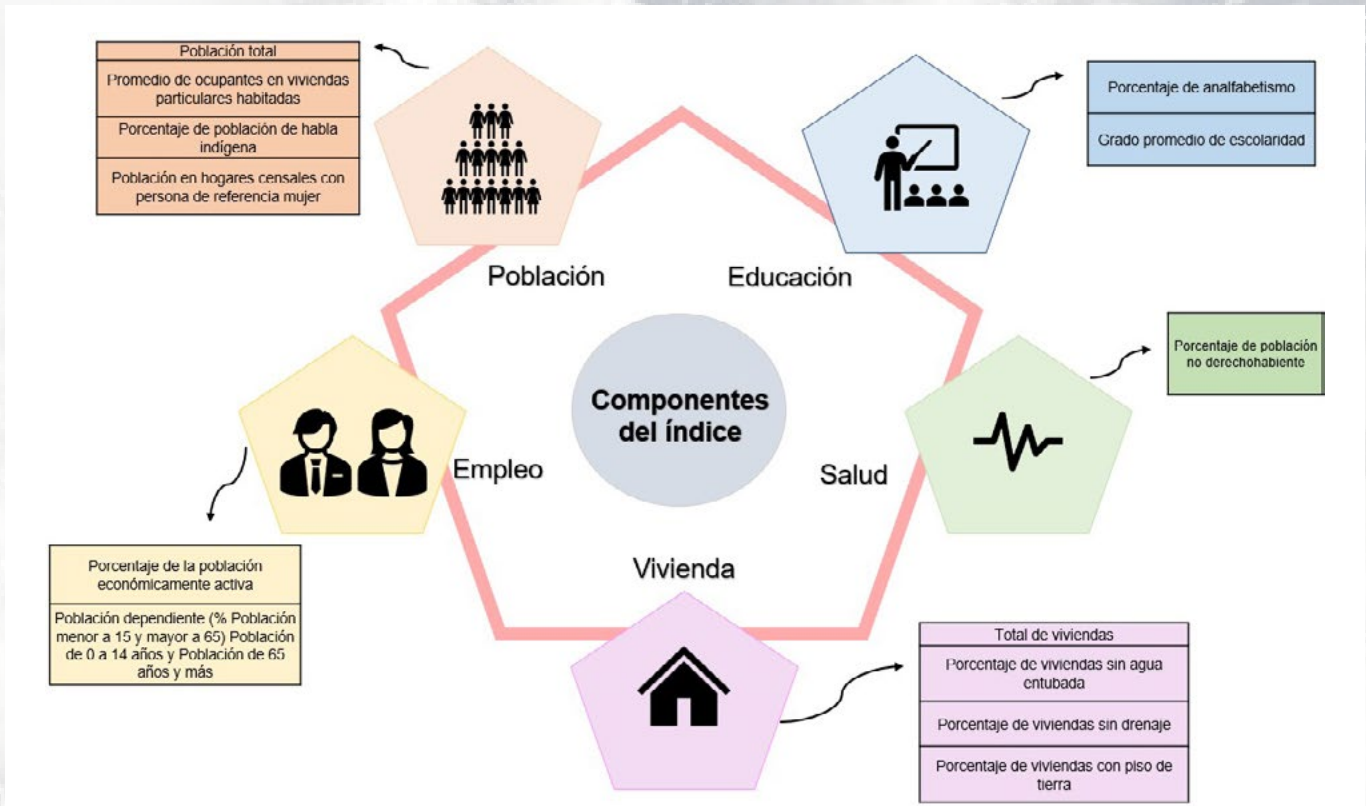 Población total
Promedio de ocupantes en viviendas
particulares habitadas
Porcentaje de población de habla
indígena
Población en hogares censales con
persona de referencia mujer
Porcentaje de analfabetismo
Grado promedio de escolaridad
Población
Educación
Porcentaje de población
no derechohabiente
Componentes
del índice
Empleo
Salud
Vivienda
Porcentaje de la población
económicamente activa
Población dependiente (% Población
menor a 15 y mayor a 65) Población
de 0 a 14 años y Población de 65
años y más
Total de viviendas
Porcentaje de viviendas sin agua
entubada
Porcentaje de viviendas sin drenaje
Porcentaje de viviendas con piso de
tierra